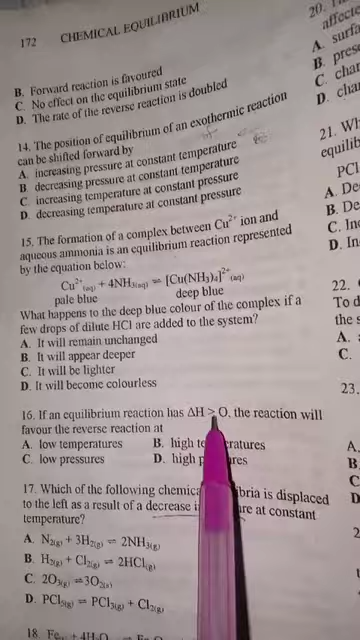 172 CHEMICAL EQUILIBRIUM
B. Forward reaction is favoured
C. No effect on the equilibrium state
D. The rate of the reverse reaction is doubled
14. The position of equilibrium of an exothermic reaction
can be shifted forward by
A. increasing pressure at constant temperature
B. decreasing pressure at constant temperature
C. increasing temperature at constant pressure
D. decreasing temperature at constant pressure
15. The formation of a complex between Cu²⁺ ion and
aqueous ammonia is an equilibrium reaction represented
by the equation below:
Cu²⁺(aq) + 4NH₃(aq) ⇌ [Cu(NH₃)₄]²⁺(aq)
pale blue deep blue
What happens to the deep blue colour of the complex if a
few drops of dilute HCl are added to the system?
A. It will remain unchanged
B. It will appear deeper
C. It will be lighter
D. It will become colourless
16. If an equilibrium reaction has ΔH > O, the reaction will
favour the reverse reaction at
A. low temperatures B. high
C. low pressures D. high
17. Which of the following is displaced
to the left as a result of a decrease at constant
temperature?
A. N₂(g) + 3H₂(g) ⇌ 2NH₃(g)
B. H₂(g) + Cl₂(g) ⇌ 2HCl(g)
C. 2O₃(g) ⇌ 3O₂(g)
D. PCl₅(g) ⇌ PCl₃(g) + Cl₂(g)
18.
20.
A. surfa
B. pres
C. char
D. cha
21. Wh
equilib
PCl
A. De
B. De
C. In
D. In
22.
To d
the s
A.
C.
23.
A.
B
C
D
2